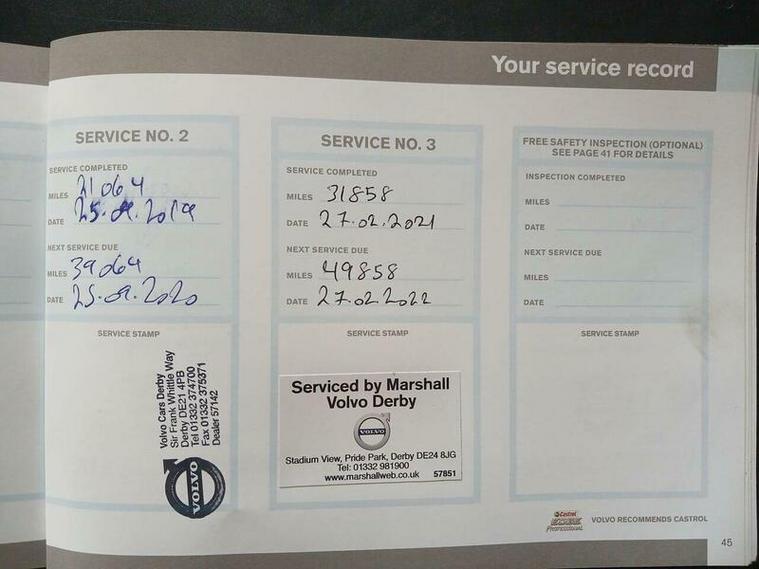 Your service record
SERVICE NO. 2
SERVICE COMPLETED
MILES 21064
DATE 25.09.2019
NEXT SERVICE DUE
MILES 39064
DATE 25.09.2020
SERVICE STAMP
Volvo Cars Derby
Sir Frank Whittle Way
Derby DE21 4PB
Tel 01332 374700
Fax 01332 375371
Dealer 57142
VOLVO
SERVICE NO. 3
SERVICE COMPLETED
MILES 31858
DATE 27.02.2021
NEXT SERVICE DUE
MILES 49858
DATE 27.02.2022
SERVICE STAMP
Serviced by Marshall
Volvo Derby
VOLVO
Stadium View, Pride Park, Derby DE24 8JG
Tel: 01332 981900
www.marshallweb.co.uk 57851
FREE SAFETY INSPECTION (OPTIONAL)
SEE PAGE 41 FOR DETAILS
INSPECTION COMPLETED
MILES
DATE
NEXT SERVICE DUE
MILES
DATE
SERVICE STAMP
Castrol
EDGE
Professional
VOLVO RECOMMENDS CASTROL
45